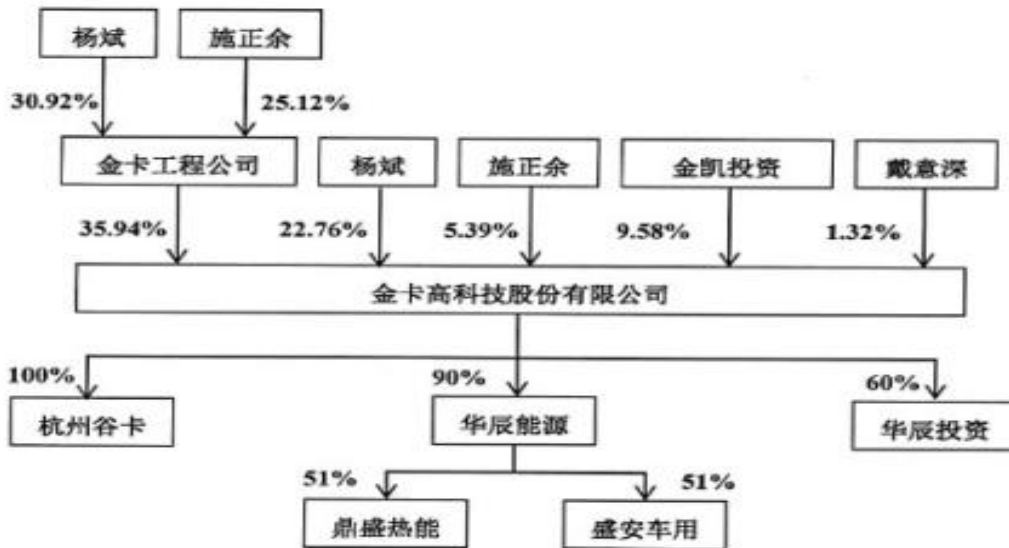 杨斌 施正余
30.92% 25.12%
金卡工程公司 杨斌 施正余 金凯投资 戴意深
35.94% 22.76% 5.39% 9.58% 1.32%
金卡高科技股份有限公司
100% 90% 60%
杭州谷卡 华辰能源 华辰投资
51% 51%
鼎盛热能 盛安车用